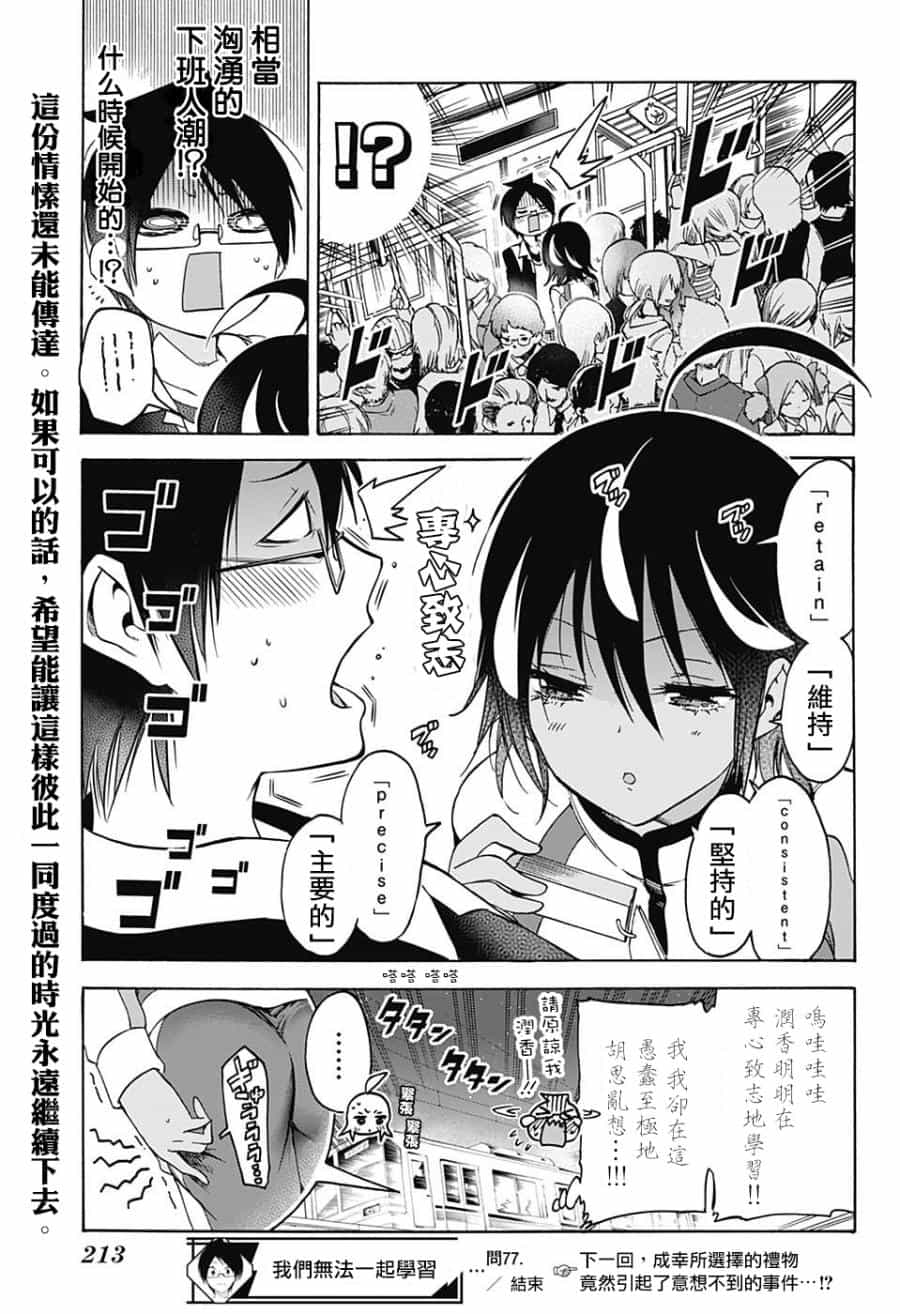 !?
ドドドド
相當
洶湧的
下班人潮!?
什么時候開始的…!?
…… ……
「retain」
「維持」
ペラ
「consistent」
「堅持的」
專心致志
「precise」
「主要的」
ゴゴゴゴゴゴ
嗚哇哇哇
潤香明明在
專心致志地學習!!
我我卻在這
愚蠢至極地
胡思亂想…!!!
請原諒我
潤香——!!
嗒嗒 嗒嗒
タタン タタン
緊張
緊張
……
這份情愫還未能傳達。如果可以的話，希望能讓這樣彼此一同度過的時光永遠繼續下去。
213
我們無法一起學習
…
問77.
／結束
☞下一回，成幸所選擇的禮物
竟然引起了意想不到的事件…!?